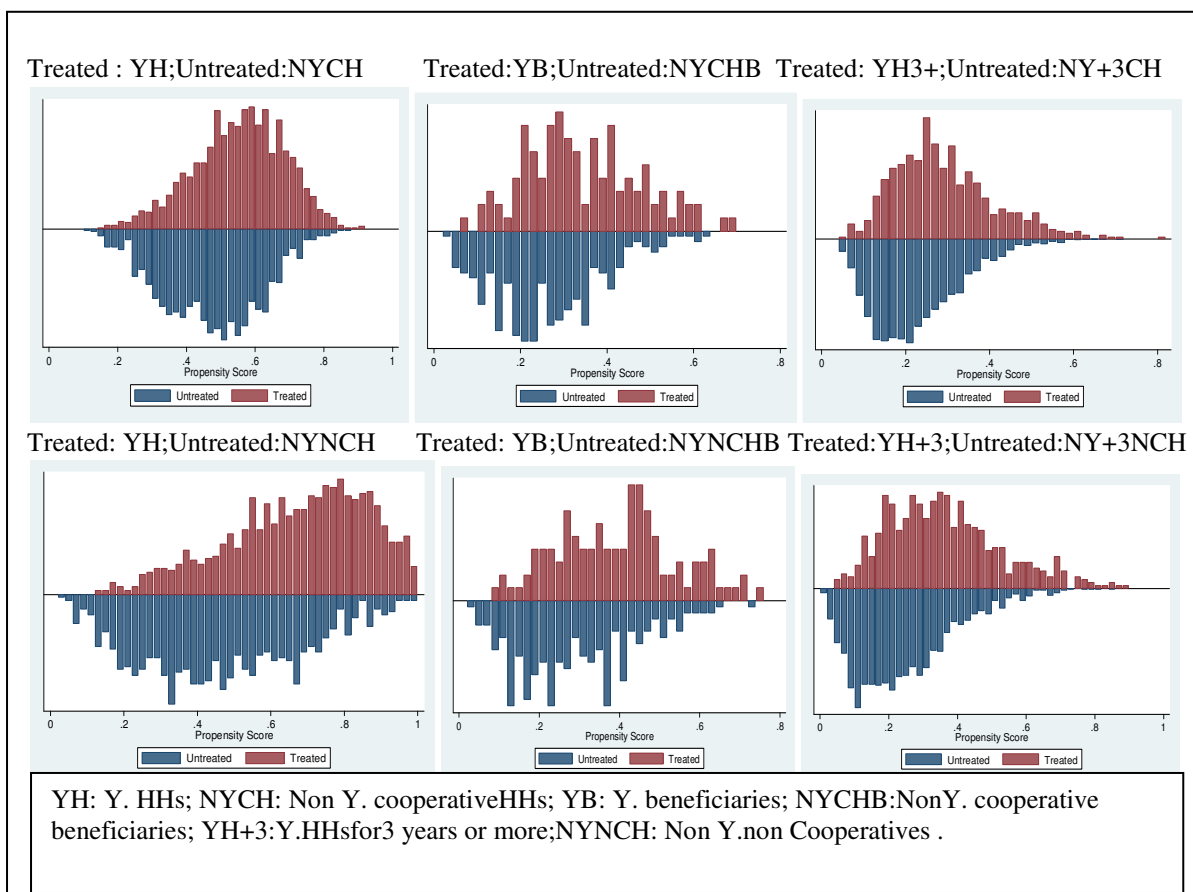 Treated : YH;Untreated:NYCH Treated:YB;Untreated:NYCHB Treated: YH3+;Untreated:NY+3CH
0 .2 .4 .6 .8 1
Propensity Score
Untreated Treated
0 .2 .4 .6 .8
Propensity Score
Untreated Treated
0 .2 .4 .6 .8
Propensity Score
Untreated Treated
Treated: YH;Untreated:NYNCH Treated: YB;Untreated:NYNCHB Treated:YH+3;Untreated:NY+3NCH
0 .2 .4 .6 .8 1
Propensity Score
Untreated Treated
0 .2 .4 .6 .8
Propensity Score
Untreated Treated
0 .2 .4 .6 .8 1
Propensity Score
Untreated Treated
YH: Y. HHs; NYCH: Non Y. cooperativeHHs; YB: Y. beneficiaries; NYCHB:NonY. cooperative
beneficiaries; YH+3:Y.HHsfor3 years or more;NYNCH: Non Y.non Cooperatives .